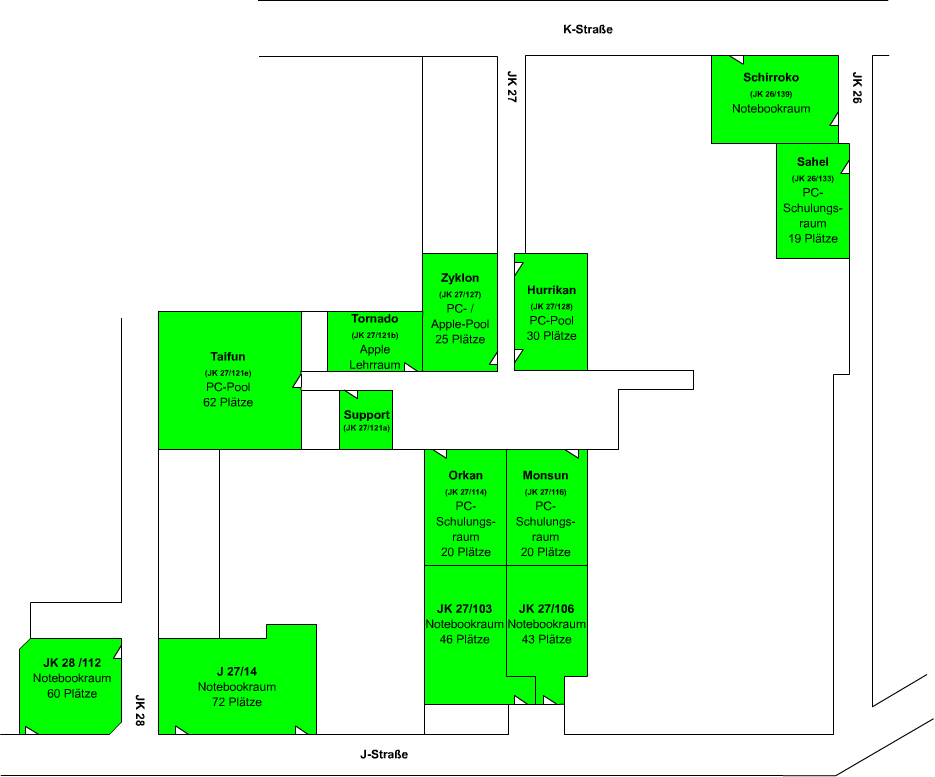 K-Straße
JK 27
JK 26
Schirroko
(JK 26/139)
Notebookraum
Sahel
(JK 26/133)
PC-
Schulungs-
raum
19 Plätze
Zyklon
(JK 27/127)
PC- /
Apple-Pool
25 Plätze
Hurrikan
(JK 27/128)
PC-Pool
30 Plätze
Tornado
(JK 27/121b)
Apple
Lehrraum
Taifun
(JK 27/121e)
PC-Pool
62 Plätze
Support
(JK 27/121a)
Orkan
(JK 27/114)
PC-
Schulungs-
raum
20 Plätze
Monsun
(JK 27/116)
PC-
Schulungs-
raum
20 Plätze
JK 27/103
Notebookraum
46 Plätze
JK 27/106
Notebookraum
43 Plätze
JK 28 /112
Notebookraum
60 Plätze
JK 28
J 27/14
Notebookraum
72 Plätze
J-Straße